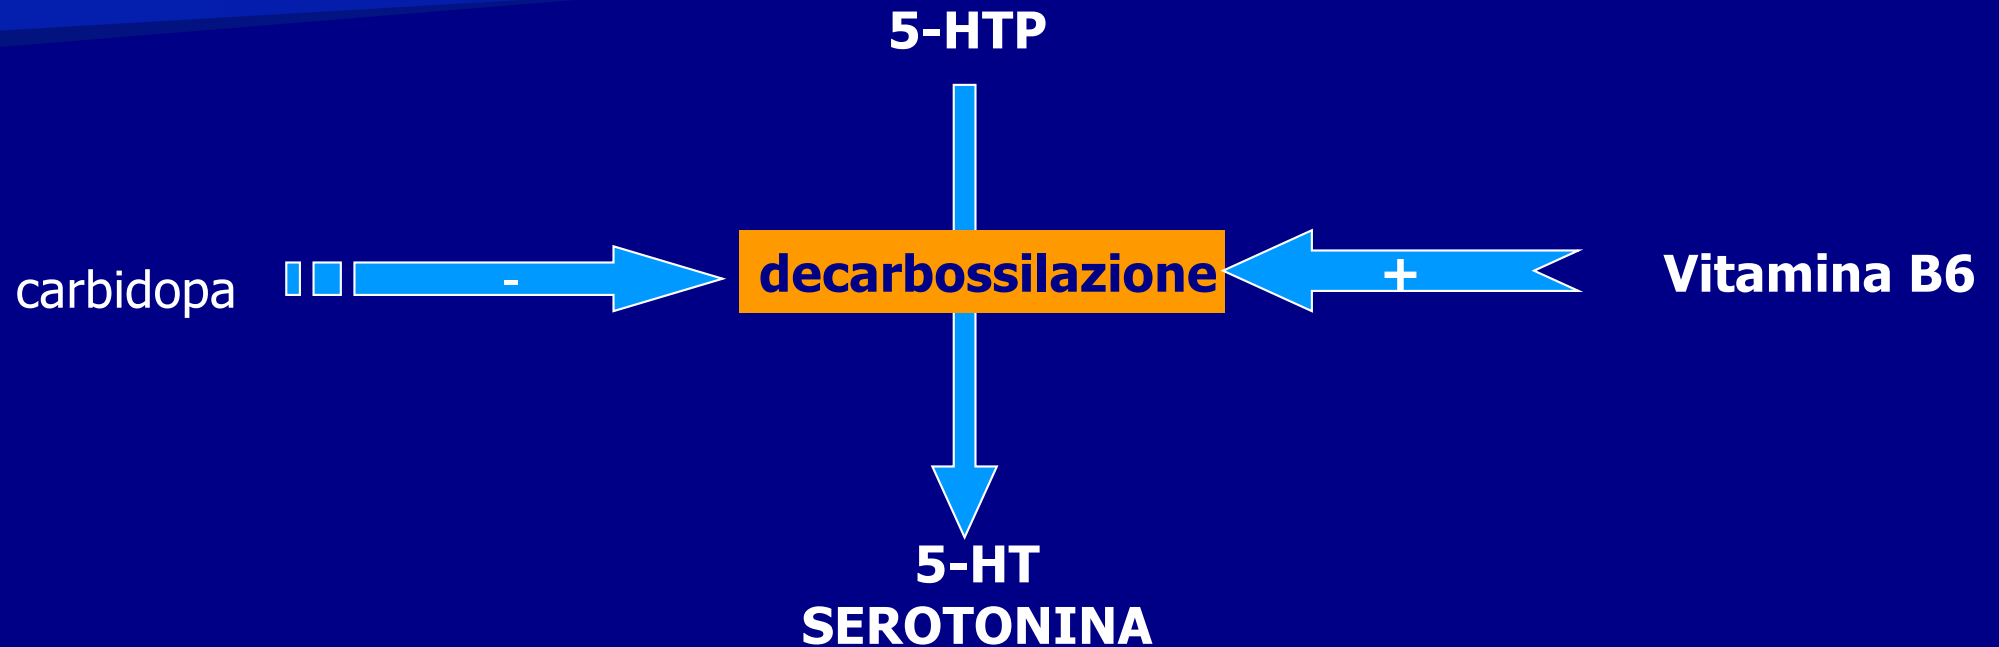 5-HTP
carbidopa
-
decarbossilazione
+
Vitamina B6
5-HT
SEROTONINA